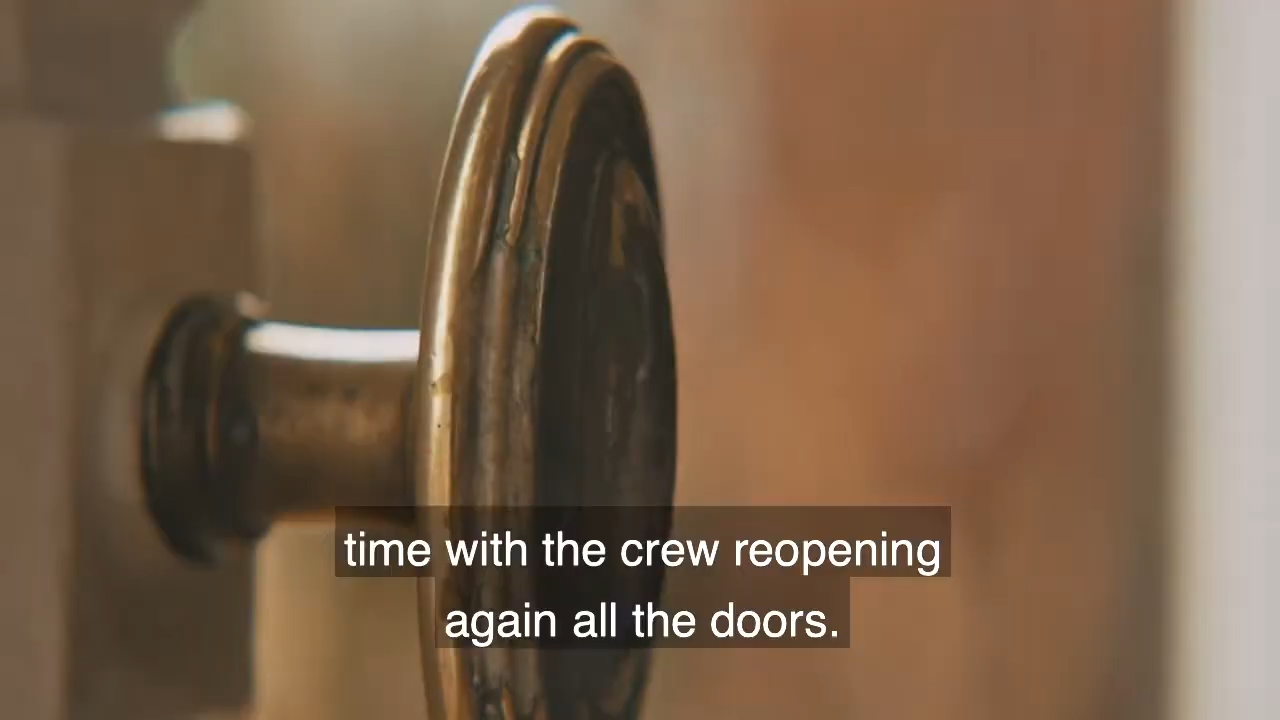 time with the crew reopening
again all the doors.